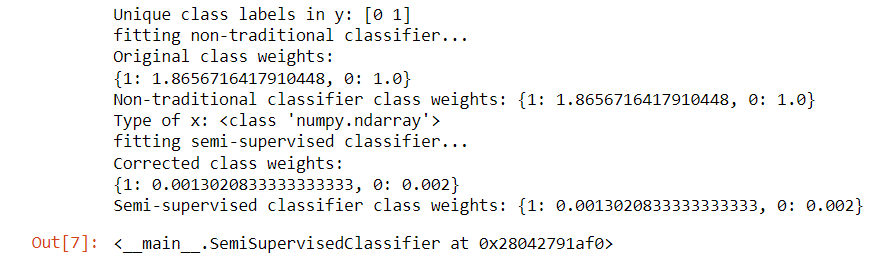 Unique class labels in y: [0 1]
fitting non-traditional classifier...
Original class weights:
{1: 1.8656716417910448, 0: 1.0}
Non-traditional classifier class weights: {1: 1.8656716417910448, 0: 1.0}
Type of x: <class 'numpy.ndarray'>
fitting semi-supervised classifier...
Corrected class weights:
{1: 0.0013020833333333333, 0: 0.002}
Semi-supervised classifier class weights: {1: 0.0013020833333333333, 0: 0.002}
Out[7]: <__main__.SemiSupervisedClassifier at 0x28042791af0>